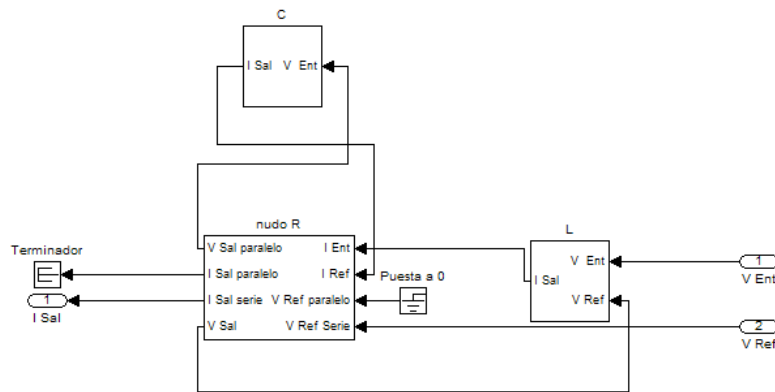 C
I Sal V Ent
nudo R
V Sal paralelo I Ent
I Sal paralelo I Ref
I Sal serie V Ref paralelo
V Sal V Ref Serie
Terminador
1
I Sal
Puesta a 0
L
V Ent
I Sal
V Ref
1
V Ent
2
V Ref